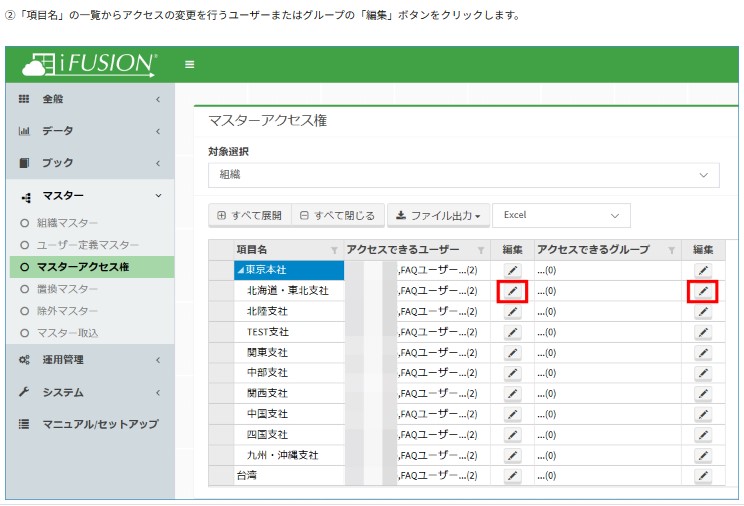 ②「項目名」の一覧からアクセスの変更を行うユーザーまたはグループの「編集」ボタンをクリックします。
iFUSION®
全般
データ
ブック
マスター
組織マスター
ユーザー定義マスター
マスターアクセス権
置換マスター
除外マスター
マスター取込
運用管理
システム
マニュアル/セットアップ
マスターアクセス権
対象選択
組織
すべて展開 すべて閉じる ファイル出力 Excel
項目名 アクセスできるユーザー 編集 アクセスできるグループ 編集
東京本社 ,FAQユーザー...(2) ...(0)
北海道・東北支社 ,FAQユーザー...(2) ...(0)
北陸支社 ,FAQユーザー...(2) ...(0)
TEST支社 ,FAQユーザー...(2) ...(0)
関東支社 ,FAQユーザー...(2) ...(0)
中部支社 ,FAQユーザー...(2) ...(0)
関西支社 ,FAQユーザー...(2) ...(0)
中国支社 ,FAQユーザー...(2) ...(0)
四国支社 ,FAQユーザー...(2) ...(0)
九州・沖縄支社 ,FAQユーザー...(2) ...(0)
台湾 ,FAQユーザー...(2) ...(0)